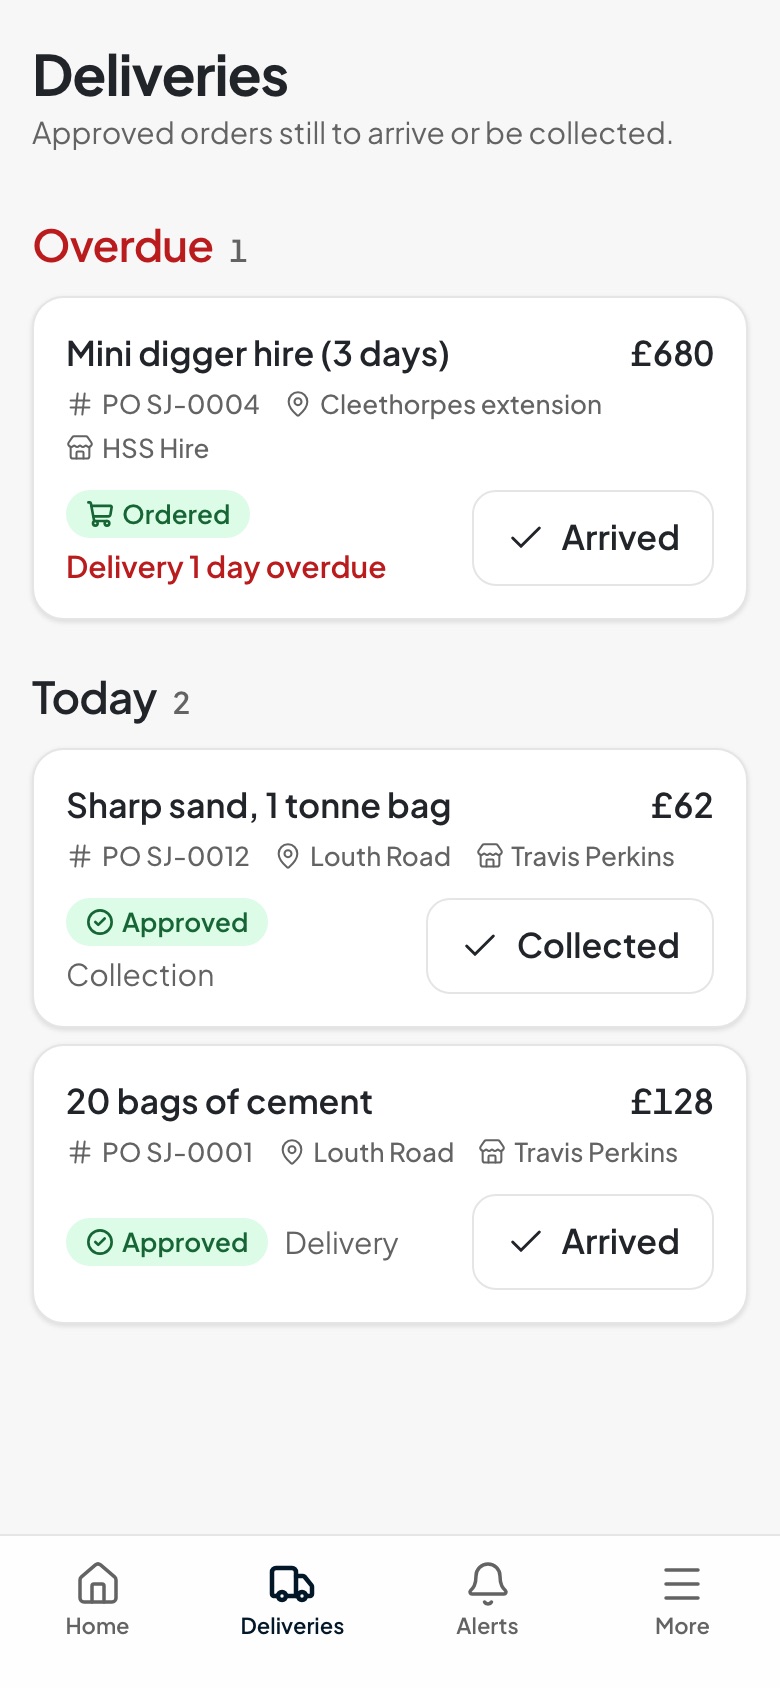 Deliveries
Approved orders still to arrive or be collected.
Overdue 1
Mini digger hire (3 days) £680
# PO SJ-0004 Cleethorpes extension
HSS Hire
Ordered
Arrived
Delivery 1 day overdue
Today 2
Sharp sand, 1 tonne bag £62
# PO SJ-0012 Louth Road Travis Perkins
Approved
Collected
Collection
20 bags of cement £128
# PO SJ-0001 Louth Road Travis Perkins
Approved Delivery Arrived
Home Deliveries Alerts More